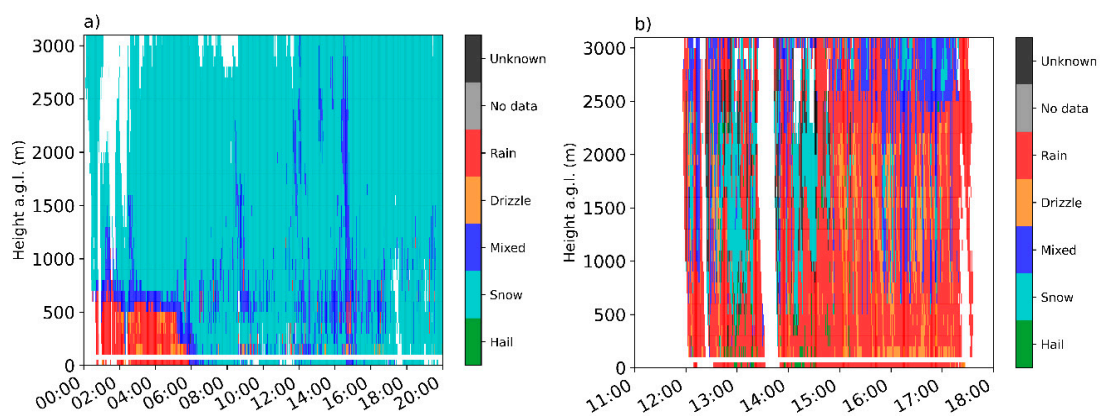 a)
3000
2500
2000
1500
1000
500
0
Height a.g.l. (m)
00:00
02:00
04:00
06:00
08:00
10:00
12:00
14:00
16:00
18:00
20:00
Unknown
No data
Rain
Drizzle
Mixed
Snow
Hail
b)
3000
2500
2000
1500
1000
500
0
Height a.g.l. (m)
11:00
12:00
13:00
14:00
15:00
16:00
17:00
18:00
Unknown
No data
Rain
Drizzle
Mixed
Snow
Hail